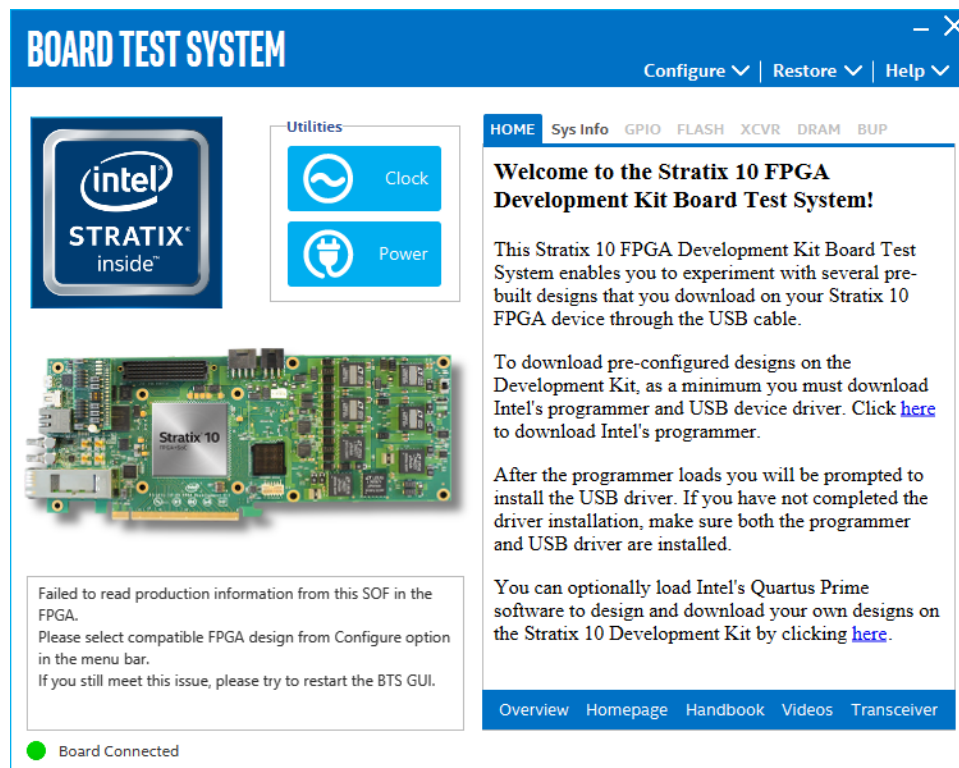 BOARD TEST SYSTEM
Configure | Restore | Help
intel
STRATIX®
inside™
Utilities
Clock
Power
HOME Sys Info GPIO FLASH XCVR DRAM BUP
Welcome to the Stratix 10 FPGA
Development Kit Board Test System!
This Stratix 10 FPGA Development Kit Board Test
System enables you to experiment with several pre-
built designs that you download on your Stratix 10
FPGA device through the USB cable.
To download pre-configured designs on the
Development Kit, as a minimum you must download
Intel's programmer and USB device driver. Click here
to download Intel's programmer.
After the programmer loads you will be prompted to
install the USB driver. If you have not completed the
driver installation, make sure both the programmer
and USB driver are installed.
You can optionally load Intel's Quartus Prime
software to design and download your own designs on
the Stratix 10 Development Kit by clicking here.
Overview Homepage Handbook Videos Transceiver
Stratix 10
Failed to read production information from this SOF in the
FPGA.
Please select compatible FPGA design from Configure option
in the menu bar.
If you still meet this issue, please try to restart the BTS GUI.
Board Connected